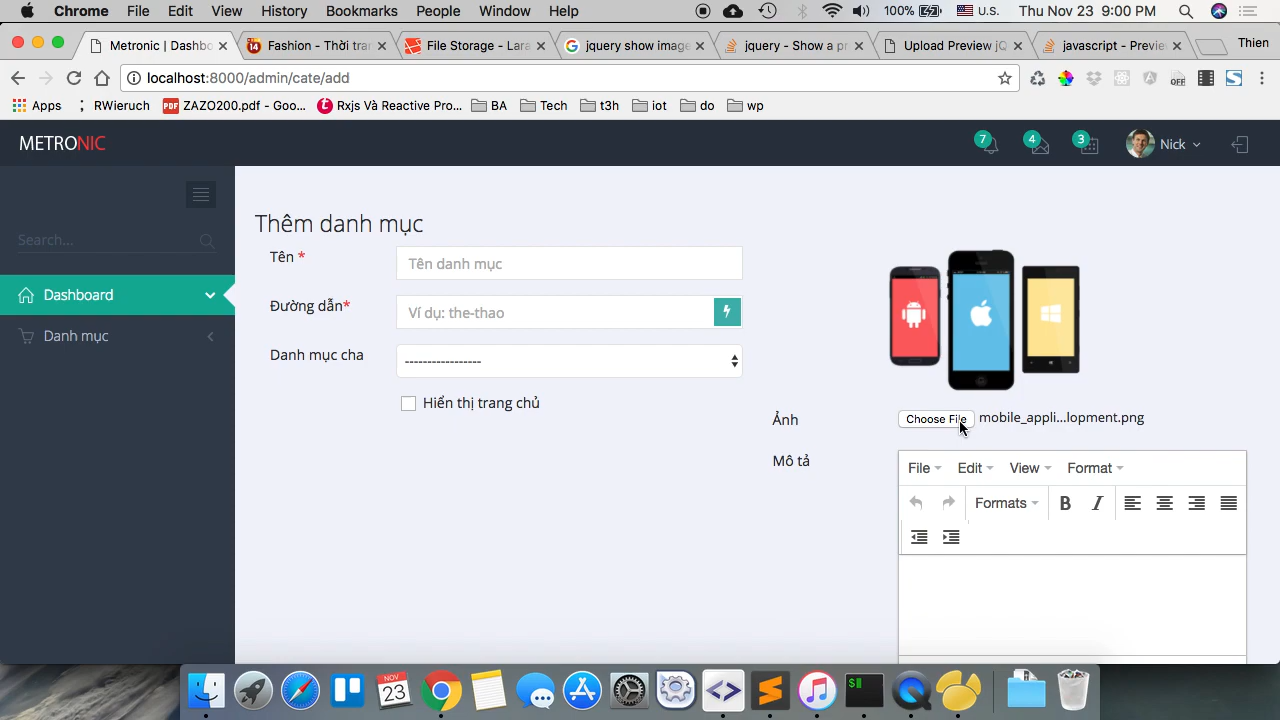 Chrome File Edit View History Bookmarks People Window Help 100% U.S. Thu Nov 23 9:00 PM
Metronic | Dashbo Fashion - Thời tran File Storage - Lara jquery show image jquery - Show a p Upload Preview jQ javascript - Previe Thien
localhost:8000/admin/cate/add
Apps RWieruch PDF ZAZO200.pdf - Goo... Rxjs Và Reactive Pro... BA Tech t3h iot do wp
METRONIC 7 4 3 Nick
Search...
Thêm danh mục
Tên * Tên danh mục
Dashboard
Đường dẫn* Ví dụ: the-thao
Danh mục
Danh mục cha -----------------
Hiển thị trang chủ
Ảnh Choose File mobile_appli...lopment.png
Mô tả
File Edit View Format
Formats B I
NOV
23